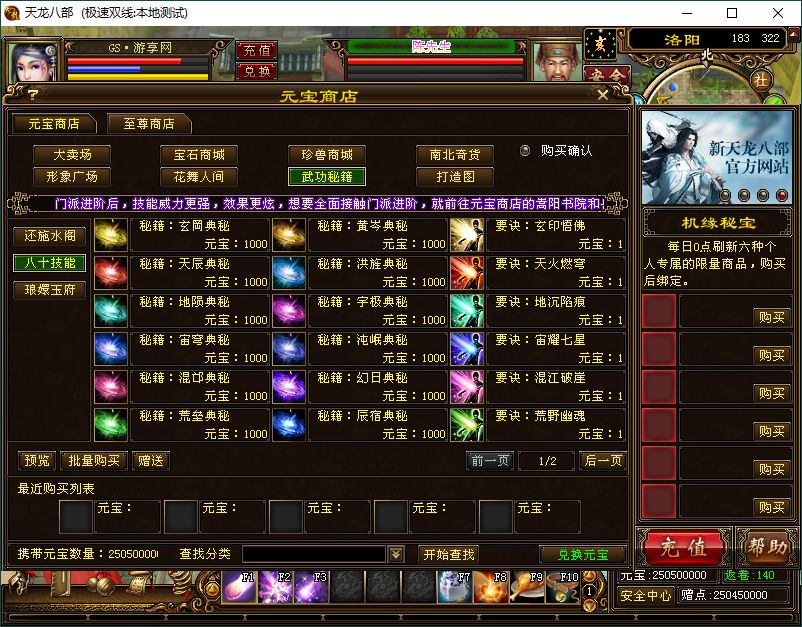 天龙八部 (极速双线:本地测试)
GS·游享网
充值
兑换
陈先生
亥
安全
洛阳 183 322
北
社
? 元宝商店
元宝商店 至尊商店
大卖场 宝石商城 珍兽商城 南北奇货 购买确认
形象广场 花舞人间 武功秘籍 打造图
门派进阶后，技能威力更强，效果更炫，想要全面接触门派进阶，就前往元宝商店的嵩阳书院和
还施水阁
八十技能
琅嬛玉府
秘籍：玄罡典秘 秘籍：黄岑典秘 要诀：玄印悟佛
元宝：1000 元宝：1000 元宝：1
秘籍：天辰典秘 秘籍：洪旌典秘 要诀：天火燃穹
元宝：1000 元宝：1000 元宝：1
秘籍：地陨典秘 秘籍：宇极典秘 要诀：地沉陷痕
元宝：1000 元宝：1000 元宝：1
秘籍：宙穹典秘 秘籍：沌岷典秘 要诀：宙耀七星
元宝：1000 元宝：1000 元宝：1
秘籍：混邙典秘 秘籍：幻日典秘 要诀：混江破崖
元宝：1000 元宝：1000 元宝：1
秘籍：荒垒典秘 秘籍：辰宿典秘 要诀：荒野幽魂
元宝：1000 元宝：1000 元宝：1
预览 批量购买 赠送 前一页 1/2 后一页
最近购买列表
元宝： 元宝： 元宝： 元宝： 元宝：
携带元宝数量：25050000 查找分类 开始查找 兑换元宝
新天龙八部
官方网站
机缘秘宝
每日0点刷新六种个
人专属的限量商品，购买
后绑定。
购买
购买
购买
购买
购买
购买
充值 帮助
F1 F2 F3 F7 F8 F9 F10 1
元宝:250500000 返卷:140
安全中心 赠点:250450000